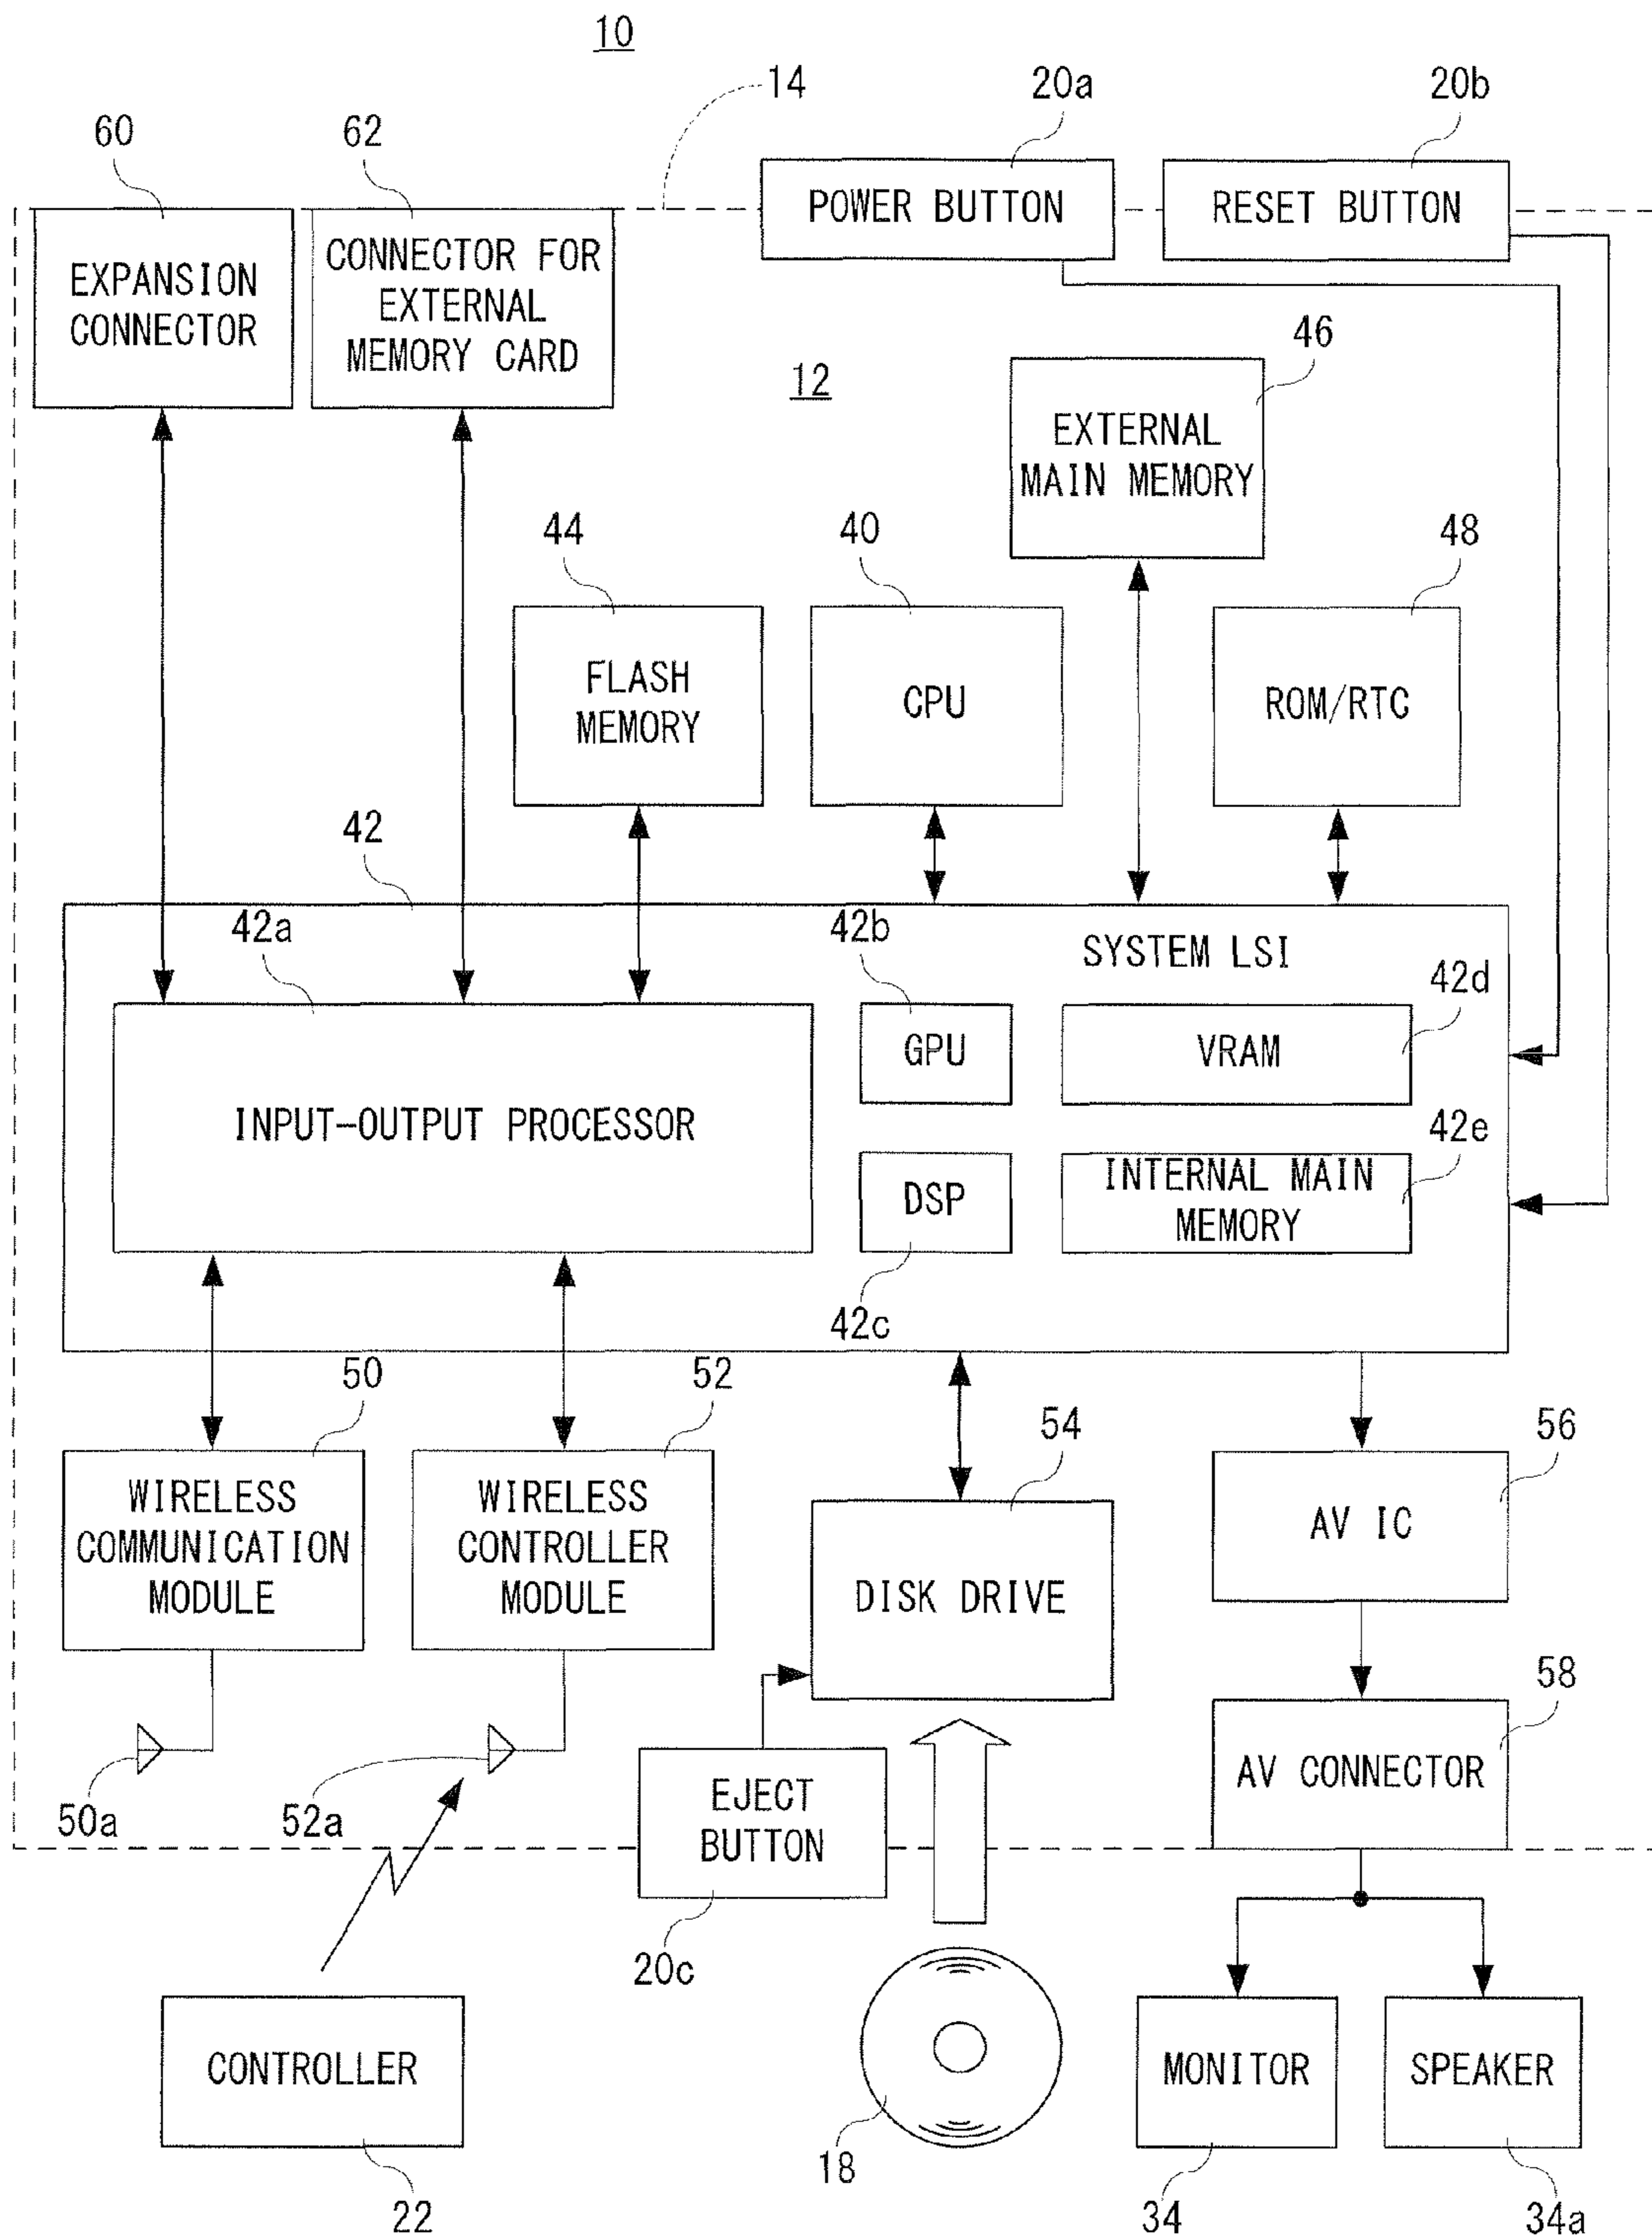 10
14
20a
20b
60
62
POWER BUTTON
RESET BUTTON
EXPANSION
CONNECTOR
CONNECTOR FOR
EXTERNAL
MEMORY CARD
12
46
EXTERNAL
MAIN MEMORY
44
40
48
FLASH
MEMORY
CPU
ROM/RTC
42
42a
42b
SYSTEM LSI
42d
INPUT-OUTPUT PROCESSOR
GPU
VRAM
42e
DSP
INTERNAL MAIN
MEMORY
42c
50
52
54
56
WIRELESS
COMMUNICATION
MODULE
WIRELESS
CONTROLLER
MODULE
DISK DRIVE
AV IC
58
50a
52a
EJECT
BUTTON
AV CONNECTOR
20c
CONTROLLER
18
MONITOR
SPEAKER
22
34
34a